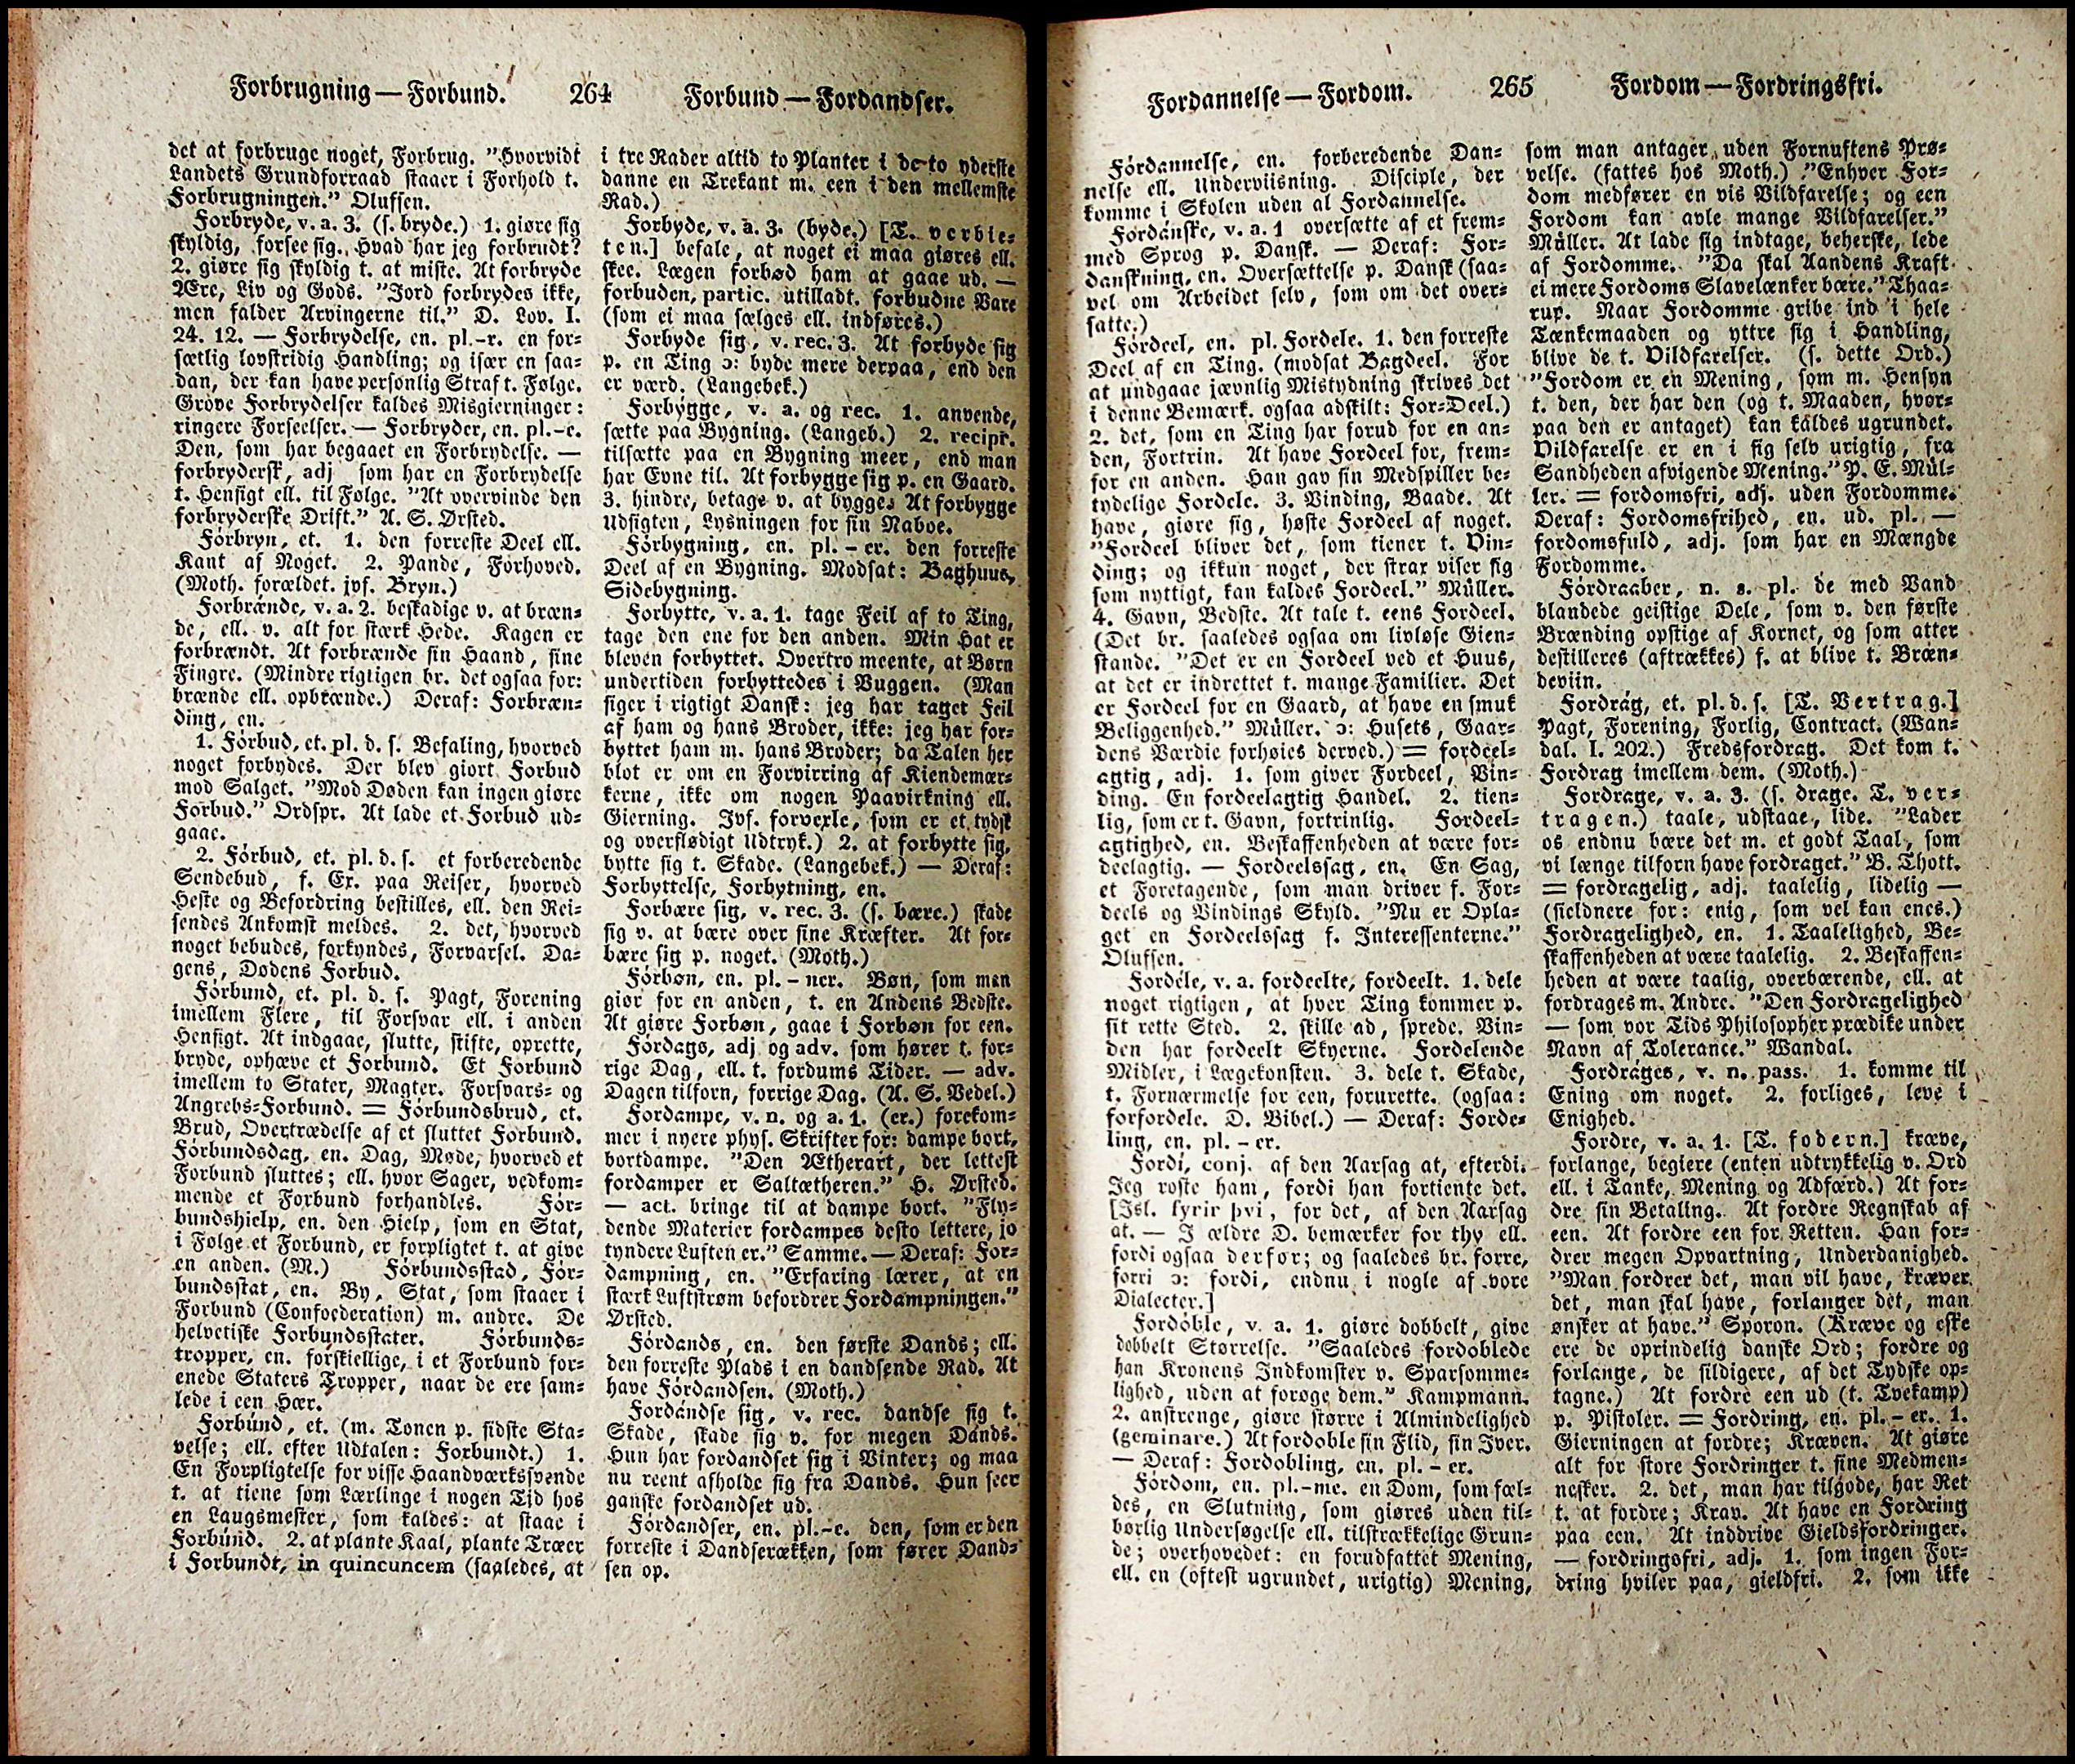 Forbrugning — Forbund.
264
Forbund — Fordandser.
det at forbruge noget, Forbrug. "Hvorvidt
Landets Grundforraad staaer i Forhold t.
Forbrugningen." Olufsen.
Forbryde, v. a. 3. (s. bryde.) 1. giøre sig
skyldig, forsee sig. Hvad har jeg forbrudt?
2. giøre sig skyldig t. at miste. At forbryde
Ære, Liv og Gods. "Jord forbrydes ikke,
men falder Arvingerne til." D. Lov. I.
24. 12. — Forbrydelse, en. pl.-r. en for-
sætlig lovstridig Handling; og især en saa-
dan, der kan have personlig Straf t. Følge.
Grove Forbrydelser kaldes Misgierninger:
ringere Forseelser. — Forbryder, en. pl.-e.
Den, som har begaaet en Forbrydelse. —
forbrydersk, adj som har en Forbrydelse
t. Hensigt ell. til Følge. "At overvinde den
forbryderske Drift." A. S. Ørsted.
Fórbryn, et. 1. den forreste Deel ell.
Kant af Noget. 2. Pande, Forhoved.
(Moth. forældet. jvf. Bryn.)
Forbrænde, v. a. 2. beskadige v. at bræn-
de, ell. v. alt for stærk Hede. Kagen er
forbrændt. At forbrænde sin Haand, sine
Fingre. (Mindre rigtigen br. det ogsaa for:
brænde ell. opbrænde.) Deraf: Forbræn-
ding, en.
1. Fórbud, et. pl. d. s. Befaling, hvorved
noget forbydes. Der blev giort Forbud
mod Salget. "Mod Døden kan ingen giøre
Forbud." Ordspr. At lade et Forbud ud-
gaae.
2. Fórbud, et. pl. d. s. et forberedende
Sendebud, f. Ex. paa Reiser, hvorved
Heste og Befordring bestilles, ell. den Rei-
sendes Ankomst meldes. 2. det, hvorved
noget bebudes, forkyndes, Forvarsel. Da-
gens, Dødens Forbud.
Fórbund, et. pl. d. s. Pagt, Forening
imellem Flere, til Forsvar ell. i anden
Hensigt. At indgaae, slutte, stifte, oprette,
bryde, ophæve et Forbund. Et Forbund
imellem to Stater, Magter. Forsvars- og
Angrebs-Forbund. = Fórbundsbrud, et.
Brud, Overtrædelse af et sluttet Forbund.
Fórbundsdag, en. Dag, Møde, hvorved et
Forbund sluttes; ell. hvor Sager, vedkom-
mende et Forbund forhandles. Fór-
bundshielp, en. den Hielp, som en Stat,
i Følge et Forbund, er forpligtet t. at give
en anden. (M.) Fórbundsstad, Fór-
bundsstat, en. By, Stat, som staaer i
Forbund (Confoederation) m. andre. De
helvetiske Forbundsstater. Fórbunds-
tropper, en. forskiellige, i et Forbund for-
enede Staters Tropper, naar de ere sam-
lede i een Hær.
Forbúnd, et. (m. Tonen p. sidste Sta-
velse; ell. efter Udtalen: Forbundt.) 1.
En Forpligtelse for visse Haandværkssvende
t. at tiene som Lærlinge i nogen Tid hos
en Laugsmester, som kaldes: at staae i
Forbúnd. 2. at plante Kaal, plante Træer
i Forbundt, in quincuncem (saaledes, at
i tre Rader altid to Planter i de to yderste
danne en Trekant m. een i den mellemste
Rad.)
Forbyde, v. a. 3. (byde.) [T. verbie-
ten.] befale, at noget ei maa giøres ell.
skee. Lægen forbød ham at gaae ud. —
forbuden, partic. utilladt. forbudne Vare
(som ei maa sælges ell. indføres.)
Forbyde sig, v. rec. 3. At forbyde sig
p. en Ting ɔ: byde mere derpaa, end den
er værd. (Langebek.)
Forbygge, v. a. og rec. 1. anvende,
sætte paa Bygning. (Langeb.) 2. recipr.
tilsætte paa en Bygning meer, end man
har Evne til. At forbygge sig p. en Gaard.
3. hindre, betage v. at bygge. At forbygge
Udsigten, Lysningen for sin Naboe.
Fórbygning, en. pl. - er. den forreste
Deel af en Bygning. Modsat: Baghuus,
Sidebygning.
Forbytte, v. a. 1. tage Feil af to Ting,
tage den ene for den anden. Min Hat er
bleven forbyttet. Overtro meente, at Børn
undertiden forbyttedes i Vuggen. (Man
siger i rigtigt Dansk: jeg har taget Feil
af ham og hans Broder, ikke: jeg har for-
byttet ham m. hans Broder; da Talen her
blot er om en Forvirring af Kiendemær-
kerne, ikke om nogen Paavirkning ell.
Gierning. Jvf. forvexle, som er et tydsk
og overflødigt Udtryk.) 2. at forbytte sig,
bytte sig t. Skade. (Langebek.) — Deraf:
Forbyttelse, Forbytning, en.
Forbære sig, v. rec. 3. (s. bære.) skade
sig v. at bære over sine Kræfter. At for-
bære sig p. noget. (Moth.)
Fórbøn, en. pl. - ner. Bøn, som man
giør for en anden, t. en Andens Bedste.
At giøre Forbøn, gaae i Forbøn for een.
Fórdags, adj og adv. som hører t. for-
rige Dag, ell. t. fordums Tider. — adv.
Dagen tilforn, forrige Dag. (A. S. Vedel.)
Fordampe, v. n. og a. 1. (er.) forekom-
mer i nyere phys. Skrifter for: dampe bort,
bortdampe. "Den Ætherart, der lettest
fordamper er Saltætheren." H. Ørsted.
— act. bringe til at dampe bort. "Fly-
dende Materier fordampes desto lettere, jo
tyndere Luften er." Samme. — Deraf: For-
dampning, en. "Erfaring lærer, at en
stærk Luftstrøm befordrer Fordampningen."
Ørsted.
Fórdands, en. den første Dands; ell.
den forreste Plads i en dandsende Rad. At
have Fórdandsen. (Moth.)
Fordándse sig, v. rec. dandse sig t.
Skade, skade sig v. for megen Dands.
Hun har fordandset sig i Vinter; og maa
nu reent afholde sig fra Dands. Hun seer
ganske fordandset ud.
Fórdandser, en. pl.-e. den, som er den
forreste i Dandserækken, som fører Dand-
sen op.
Fordannelse — Fordom.
265
Fordom — Fordringsfri.
Fórdannelse, en. forberedende Dan-
nelse ell. Underviisning. Disciple, der
komme i Skolen uden al Fordannelse.
Fordánske, v. a. 1 oversætte af et frem-
med Sprog p. Dansk. — Deraf: For-
danskning, en. Oversættelse p. Dansk (saa-
vel om Arbeidet selv, som om det over-
satte.)
Fórdeel, en. pl. Fordele. 1. den forreste
Deel af en Ting. (modsat Bagdeel. For
at undgaae jævnlig Mistydning skrives det
i denne Bemærk. ogsaa adskilt: For-Deel.)
2. det, som en Ting har forud for en an-
den, Fortrin. At have Fordeel for, frem-
for en anden. Han gav sin Medspiller be-
tydelige Fordele. 3. Vinding, Baade. At
have, giøre sig, høste Fordeel af noget.
"Fordeel bliver det, som tiener t. Vin-
ding; og ikkun noget, der strax viser sig
som nyttigt, kan kaldes Fordeel." Müller.
4. Gavn, Bedste. At tale t. eens Fordeel.
(Det br. saaledes ogsaa om livløse Gien-
stande. "Det er en Fordeel ved et Huus,
at det er indrettet t. mange Familier. Det
er Fordeel for en Gaard, at have en smuk
Beliggenhed." Müller. ɔ: Husets, Gaar-
dens Værdie forhøies derved.) = fordeel-
agtig, adj. 1. som giver Fordeel, Vin-
ding. En fordeelagtig Handel. 2. tien-
lig, som er t. Gavn, fortrinlig. Fordeel-
agtighed, en. Beskaffenheden at være for-
deelagtig. — Fordeelssag, en. En Sag,
et Foretagende, som man driver f. For-
deels og Vindings Skyld. "Nu er Opla-
get en Fordeelssag f. Interessenterne."
Olufsen.
Fordéle, v. a. fordeelte, fordeelt. 1. dele
noget rigtigen, at hver Ting kommer p.
sit rette Sted. 2. skille ad, sprede. Vin-
den har fordeelt Skyerne. Fordelende
Midler, i Lægekonsten. 3. dele t. Skade,
t. Fornærmelse for een, forurette. (ogsaa:
forfordele. D. Bibel.) — Deraf: Forde-
ling, en. pl. - er.
Fordí, conj. af den Aarsag at, efterdi.
Jeg roste ham, fordi han fortiente det.
[Isl. fyrir þvi, for det, af den Aarsag
at. — I ældre D. bemærker for thy ell.
fordi ogsaa derfor; og saaledes br. forre,
forri ɔ: fordi, endnu i nogle af vore
Dialecter.]
Fordóble, v. a. 1. giøre dobbelt, give
dobbelt Størrelse. "Saaledes fordoblede
han Kronens Indkomster v. Sparsomme-
lighed, uden at forøge dem." Kampmann.
2. anstrenge, giøre større i Almindelighed
(geminare.) At fordoble sin Flid, sin Iver.
— Deraf: Fordobling, en. pl. - er.
Fórdom, en. pl.-me. en Dom, som fæl-
des, en Slutning, som giøres uden til-
børlig Undersøgelse ell. tilstrækkelige Grun-
de; overhovedet: en forudfattet Mening,
ell. en (oftest ugrundet, urigtig) Mening,
som man antager uden Fornuftens Prø-
velse. (fattes hos Moth.) "Enhver For-
dom medfører en vis Vildfarelse; og een
Fordom kan avle mange Vildfarelser."
Müller. At lade sig indtage, beherske, lede
af Fordomme. "Da skal Aandens Kraft
ei mere Fordoms Slavelænker bære." Thaa-
rup. Naar Fordomme gribe ind i hele
Tænkemaaden og yttre sig i Handling,
blive de t. Vildfarelser. (s. dette Ord.)
"Fordom er en Mening, som m. Hensyn
t. den, der har den (og t. Maaden, hvor-
paa den er antaget) kan kaldes ugrundet.
Vildfarelse er en i sig selv urigtig, fra
Sandheden afvigende Mening." P. E. Mül-
ler. = fordomsfri, adj. uden Fordomme.
Deraf: Fordomsfrihed, en. ud. pl. —
fordomsfuld, adj. som har en Mængde
Fordomme.
Fórdraaber, n. s. pl. de med Vand
blandede geistige Dele, som v. den første
Brænding opstige af Kornet, og som atter
destilleres (aftrækkes) f. at blive t. Bræn-
deviin.
Fordrág, et. pl. d. s. [T. Vertrag.]
Pagt, Forening, Forlig, Contract. (Wan-
dal. I. 202.) Fredsfordrag. Det kom t.
Fordrag imellem dem. (Moth.)
Fordrage, v. a. 3. (s. drage. T. ver-
tragen.) taale, udstaae, lide. "Lader
os endnu bære det m. et godt Taal, som
vi længe tilforn have fordraget." B. Thott.
= fordragelig, adj. taalelig, lidelig —
(sieldnere for: enig, som vel kan enes.)
Fordragelighed, en. 1. Taalelighed, Be-
skaffenheden at være taalelig. 2. Beskaffen-
heden at være taalig, overbærende, ell. at
fordrages m. Andre. "Den Fordragelighed
— som vor Tids Philosopher prædike under
Navn af Tolerance." Wandal.
Fordráges, v. n. pass. 1. komme til
Ening om noget. 2. forliges, leve i
Enighed.
Fordre, v. a. 1. [T. fodern.] kræve,
forlange, begiere (enten udtrykkelig v. Ord
ell. i Tanke, Mening og Adfærd.) At for-
dre sin Betaling. At fordre Regnskab af
een. At fordre een for Retten. Han for-
drer megen Opvartning, Underdanighed.
"Man fordrer det, man vil have, kræver
det, man skal have, forlanger det, man
ønsker at have." Sporon. (Kræve og eske
ere de oprindelig danske Ord; fordre og
forlange, de sildigere, af det Tydske op-
tagne.) At fordre een ud (t. Tvekamp)
p. Pistoler. = Fordring, en. pl. - er. 1.
Gierningen at fordre; Kræven. At giøre
alt for store Fordringer t. sine Medmen-
nesker. 2. det, man har tilgode, har Ret
t. at fordre; Krav. At have en Fordring
paa een. At inddrive Gieldsfordringer.
— fordringsfri, adj. 1. som ingen For-
dring hviler paa, gieldfri. 2. som ikke